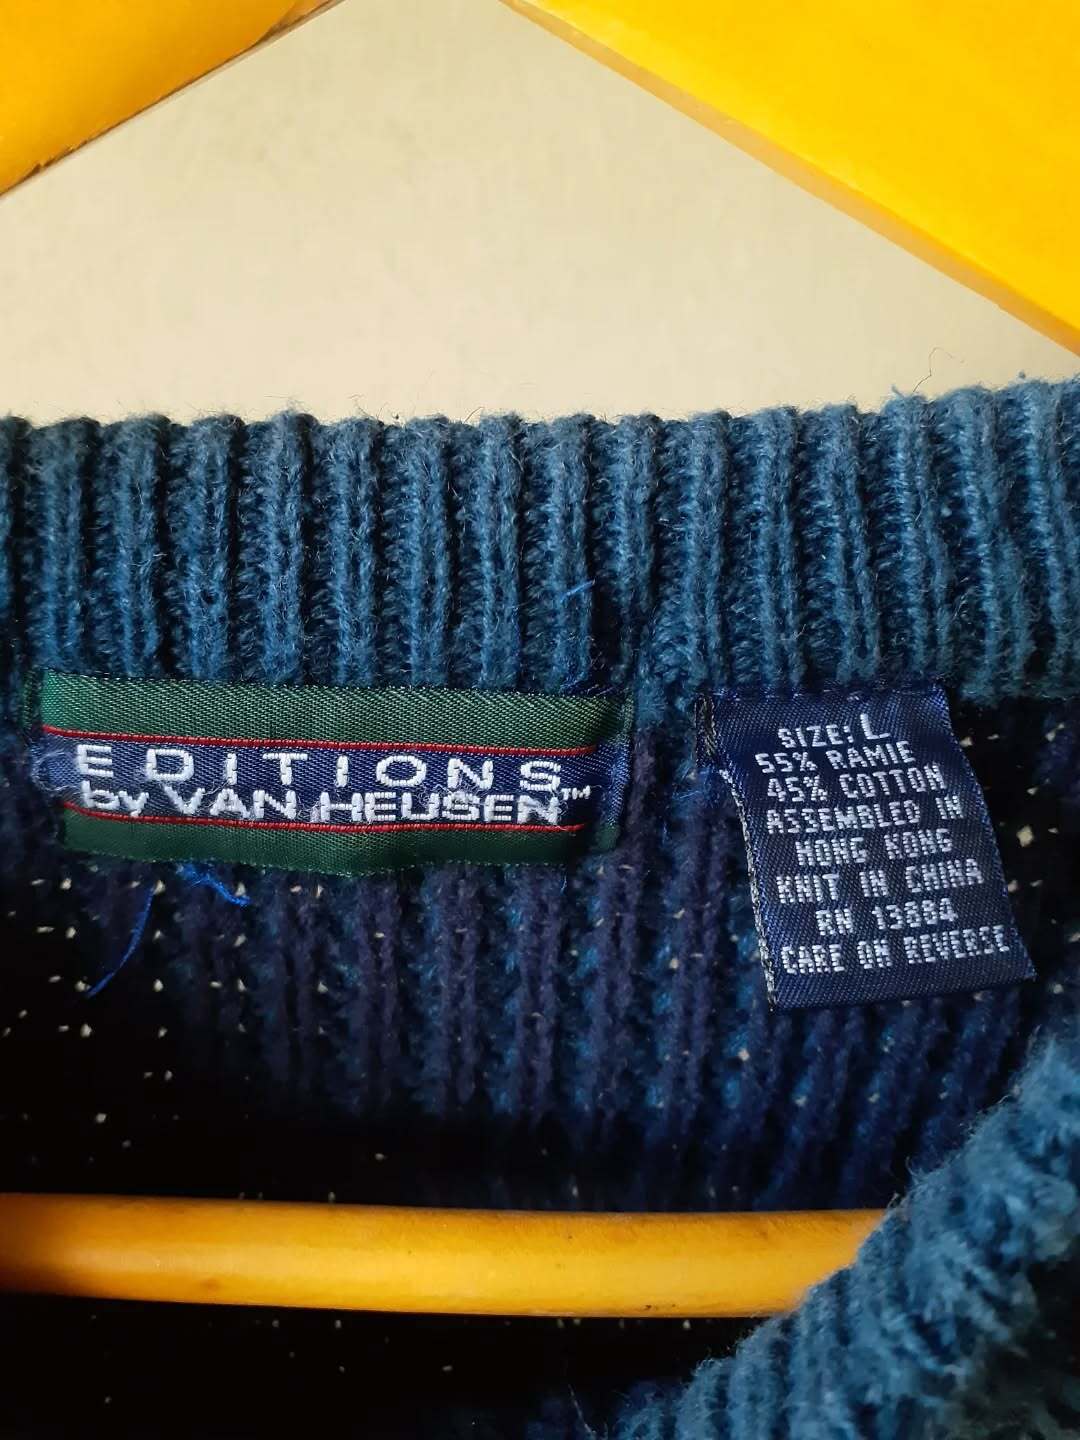 EDITIONS
by VAN HEUSEN™
SIZE: L
55% RAMIE
45% COTTON
ASSEMBLED IN
HONG KONG
KNIT IN CHINA
RN 13884
CARE ON REVERSE